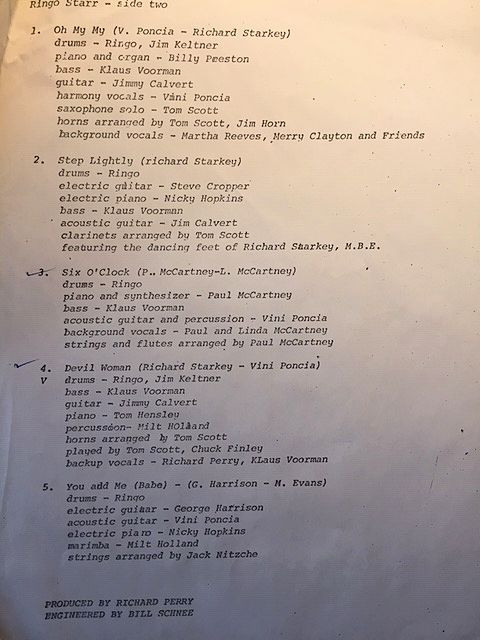 Ringo Starr - side two
1. Oh My My (V. Poncia - Richard Starkey)
drums - Ringo, Jim Keltner
piano and organ - Billy Preston
bass - Klaus Voorman
guitar - Jimmy Calvert
harmony vocals - Vini Poncia
saxophone solo - Tom Scott
horns arranged by Tom Scott, Jim Horn
background vocals - Martha Reeves, Merry Clayton and Friends
2. Step Lightly (richard Starkey)
drums - Ringo
electric guitar - Steve Cropper
electric piano - Nicky Hopkins
bass - Klaus Voorman
acoustic guitar - Jim Calvert
clarinets arranged by Tom Scott
featuring the dancing feet of Richard Starkey, M.B.E.
3. Six O'Clock (P. McCartney-L. McCartney)
drums - Ringo
piano and synthesizer - Paul McCartney
bass - Klaus Voorman
acoustic guitar and percussion - Vini Poncia
background vocals - Paul and Linda McCartney
strings and flutes arranged by Paul McCartney
4. Devil Woman (Richard Starkey - Vini Poncia)
V drums - Ringo, Jim Keltner
bass - Klaus Voorman
guitar - Jimmy Calvert
piano - Tom Hensley
percussion- Milt HOlland
horns arranged by Tom Scott
played by Tom Scott, Chuck Finley
backup vocals - Richard Perry, KLaus Voorman
5. You add Me (Babe) - (G. Harrison - M. Evans)
drums - Ringo
electric guitar - George Harrison
acoustic guitar - Vini Poncia
electric piano - Nicky Hopkins
marimba - Milt Holland
strings arranged by Jack Nitzche
PRODUCED BY RICHARD PERRY
ENGINEERED BY BILL SCHNEE